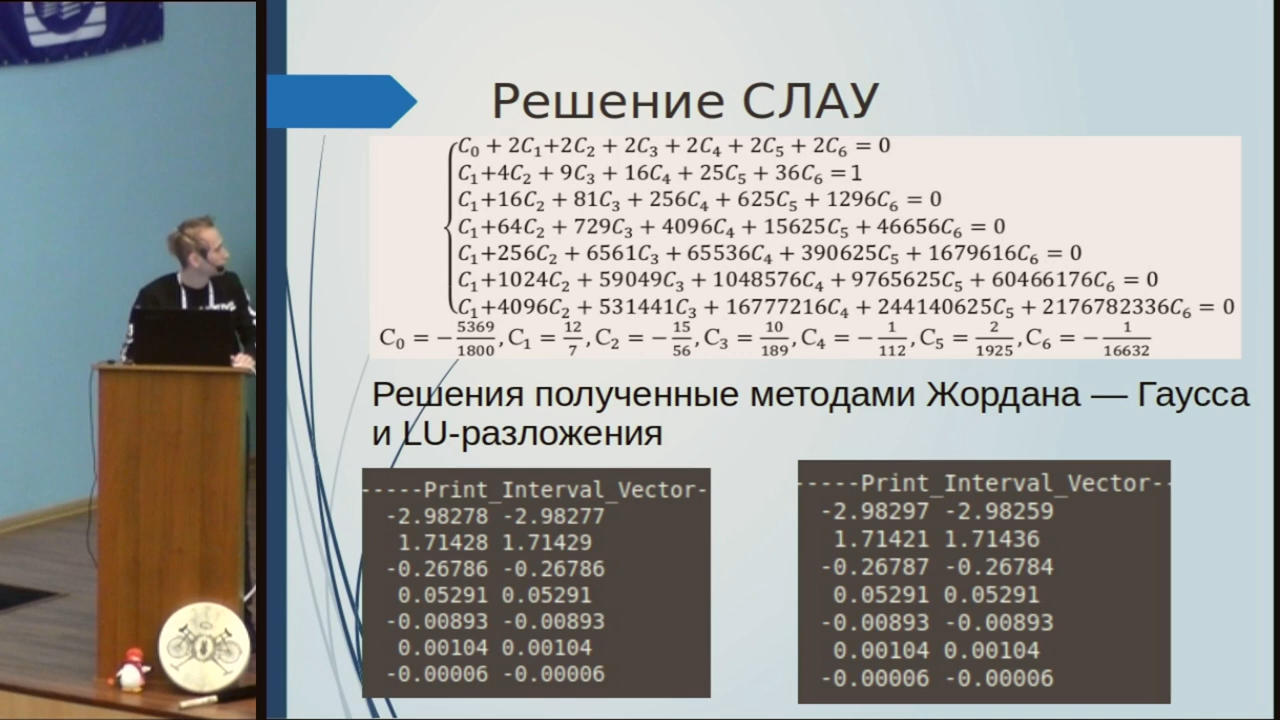 Решение СЛАУ
C₀ + 2C₁+2C₂ + 2C₃ + 2C₄ + 2C₅ + 2C₆ = 0
C₁+4C₂ + 9C₃ + 16C₄ + 25C₅ + 36C₆ =1
C₁+16C₂ + 81C₃ + 256C₄ + 625C₅ + 1296C₆ = 0
C₁+64C₂ + 729C₃ + 4096C₄ + 15625C₅ + 46656C₆ = 0
C₁+256C₂ + 6561C₃ + 65536C₄ + 390625C₅ + 1679616C₆ = 0
C₁+1024C₂ + 59049C₃ + 1048576C₄ + 9765625C₅ + 60466176C₆ = 0
C₁+4096C₂ + 531441C₃ + 16777216C₄ + 244140625C₅ + 2176782336C₆ = 0
C₀ = −5369/1800, C₁ = 12/7, C₂ = −15/56, C₃ = 10/189, C₄ = −1/112, C₅ = 2/1925, C₆ = −1/16632
Решения полученные методами Жордана — Гаусса
и LU-разложения
-----Print_Interval_Vector-
-2.98278 -2.98277
1.71428 1.71429
-0.26786 -0.26786
0.05291 0.05291
-0.00893 -0.00893
0.00104 0.00104
-0.00006 -0.00006
-----Print_Interval_Vector--
-2.98297 -2.98259
1.71421 1.71436
-0.26787 -0.26784
0.05291 0.05291
-0.00893 -0.00893
0.00104 0.00104
-0.00006 -0.00006